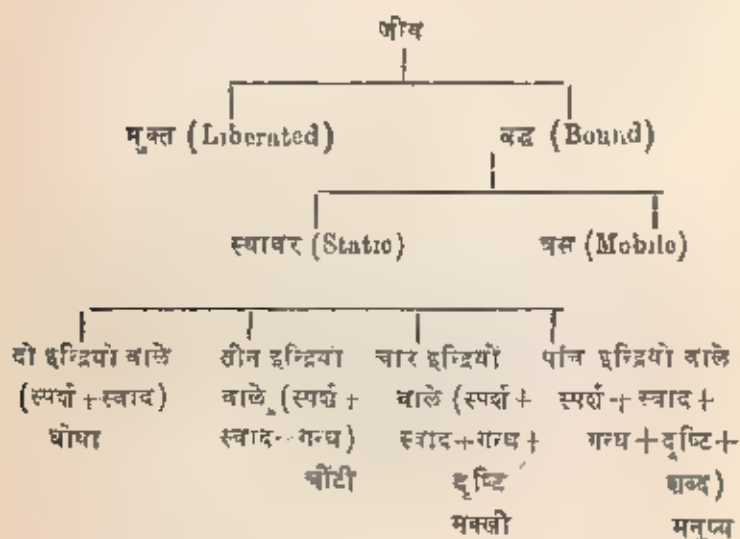 जीव
मुक्त (Liberated) बद्ध (Bound)
स्थावर (Static) त्रस (Mobile)
दो इन्द्रियों वाले तीन इन्द्रियों चार इन्द्रियों पाँच इन्द्रियों वाले
(स्पर्श+स्वाद) वाले (स्पर्श+ वाले (स्पर्श+ स्पर्श+स्वाद+
घोंघा स्वाद+गन्ध) स्वाद+गन्ध+ गन्ध+दृष्टि+
चींटी दृष्टि शब्द)
मक्खी मनुष्य